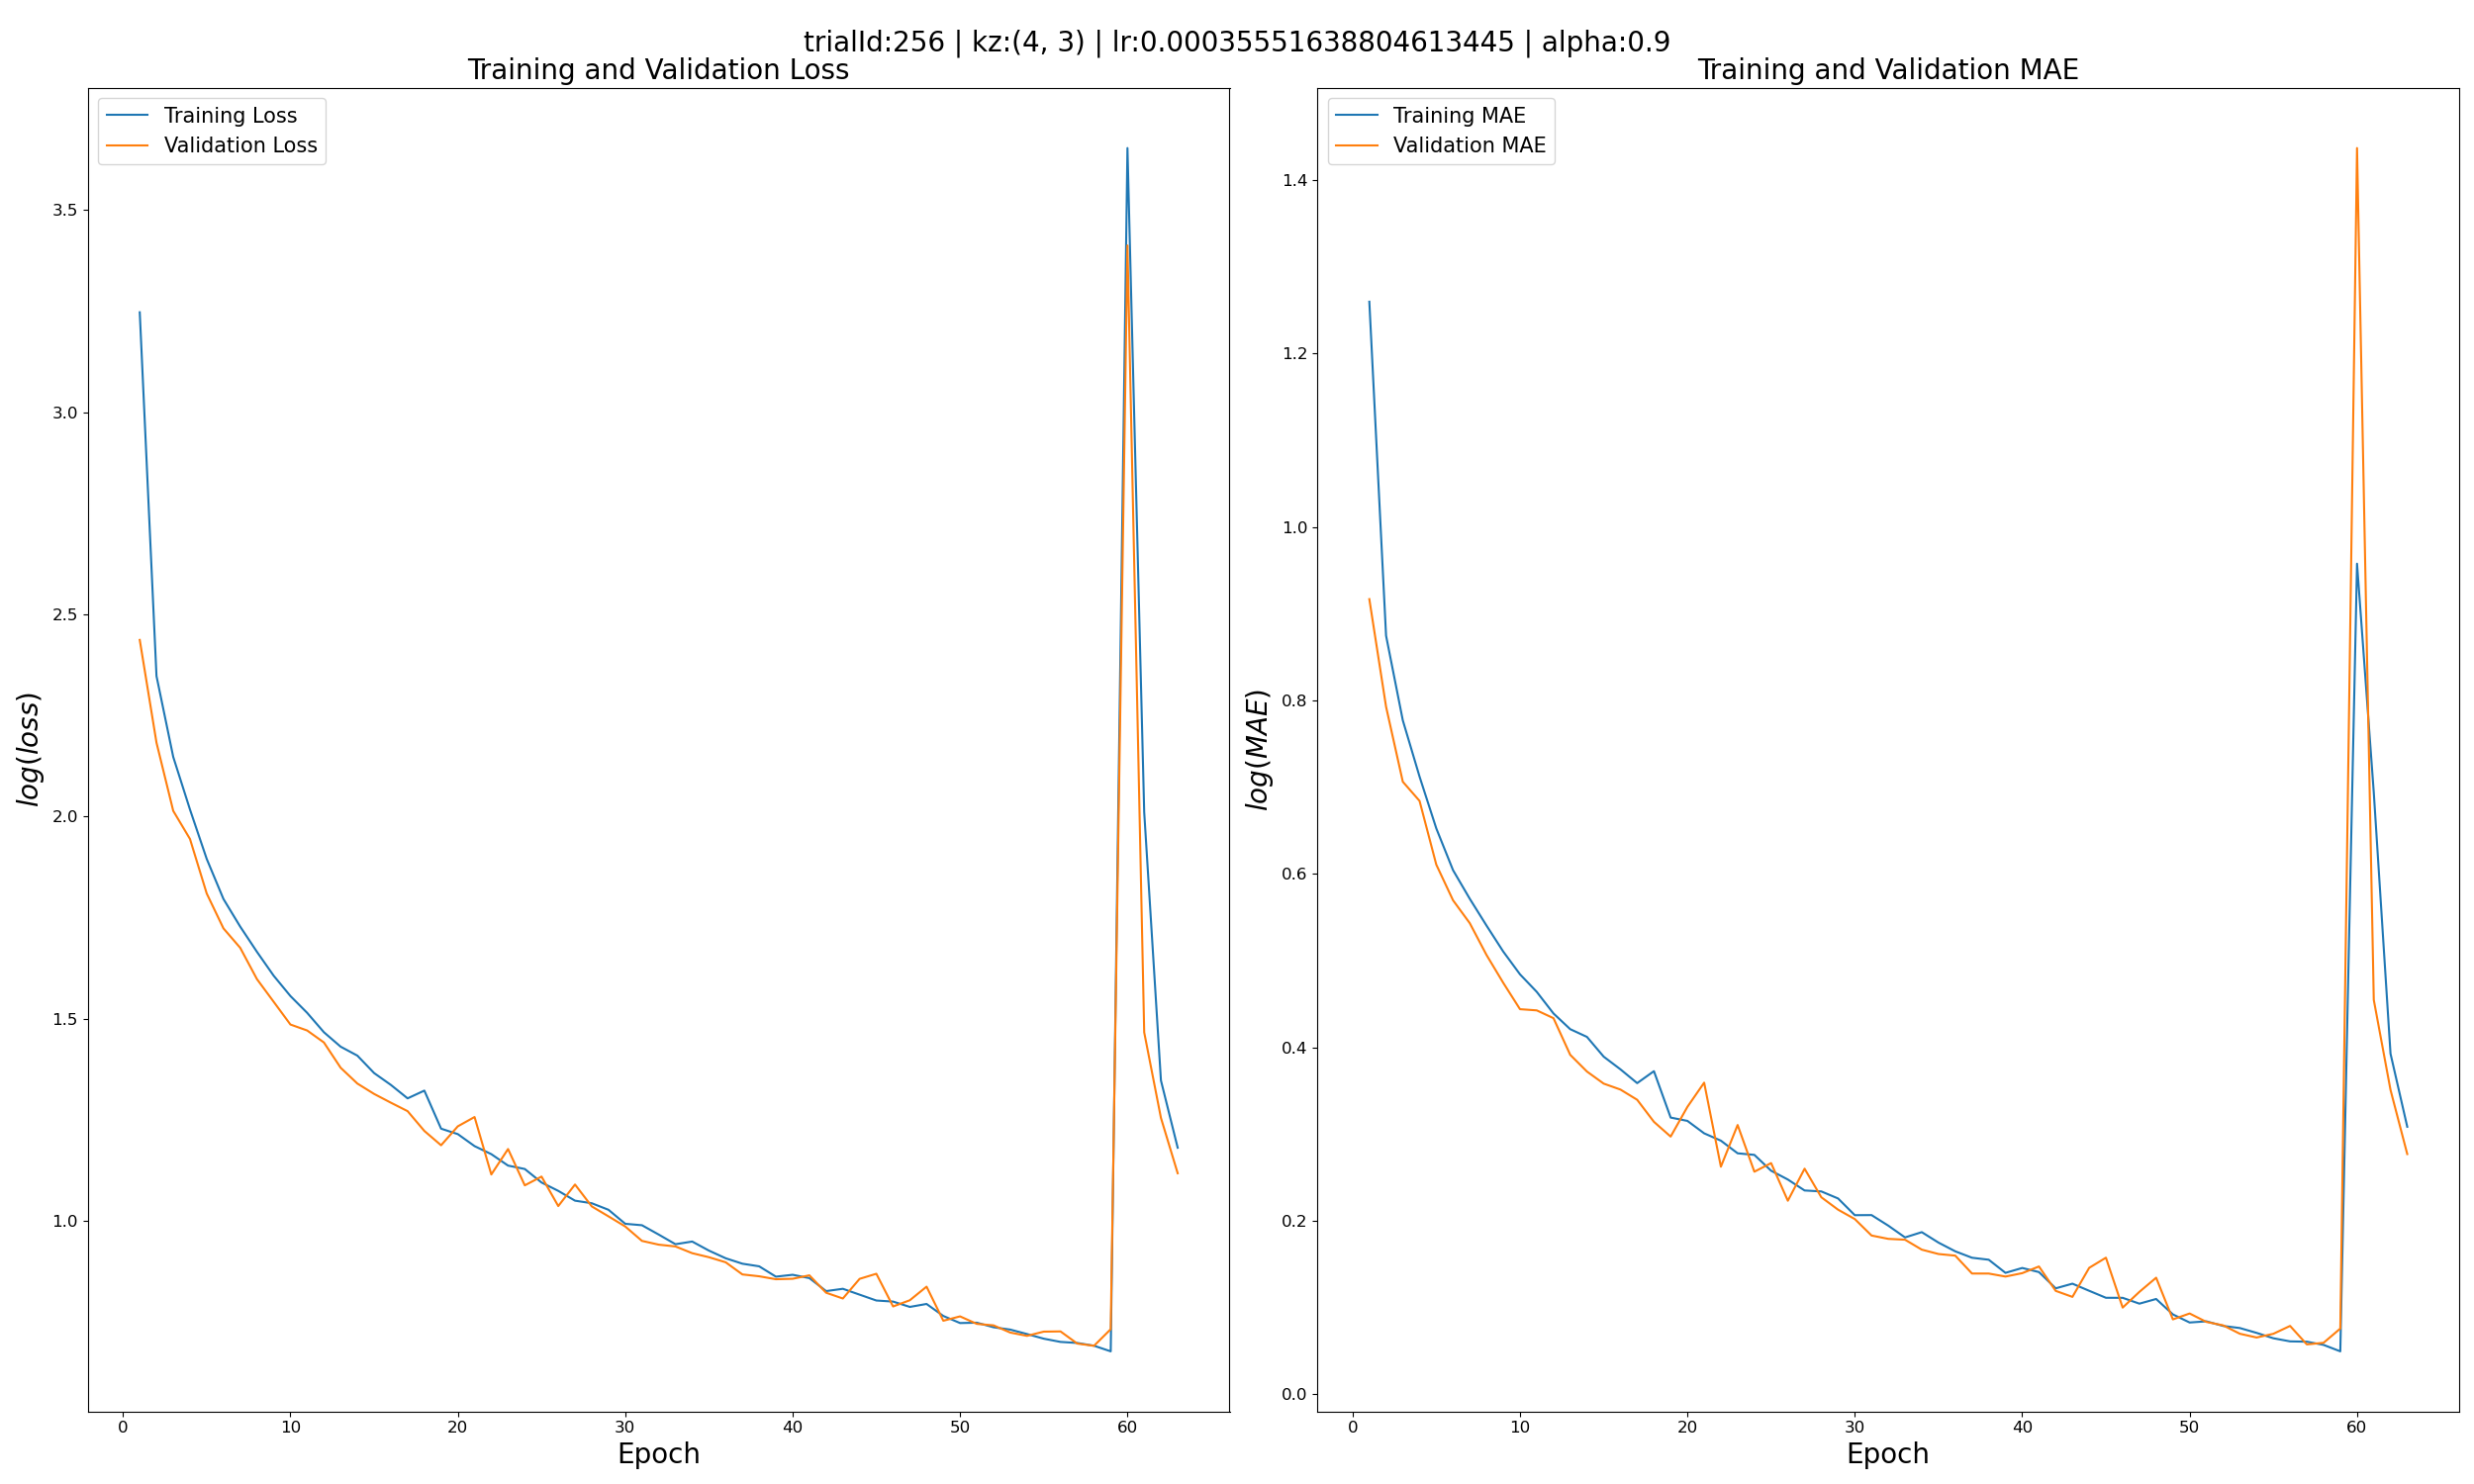 trialId:256 | kz:(4, 3) | lr:0.00035551638804613445 | alpha:0.9
Training and Validation Loss
Training Loss
Validation Loss
3.5
3.0
2.5
2.0
1.5
1.0
log(loss)
0 10 20 30 40 50 60
Epoch
Training and Validation MAE
Training MAE
Validation MAE
1.4
1.2
1.0
0.8
0.6
0.4
0.2
0.0
log(MAE)
0 10 20 30 40 50 60
Epoch